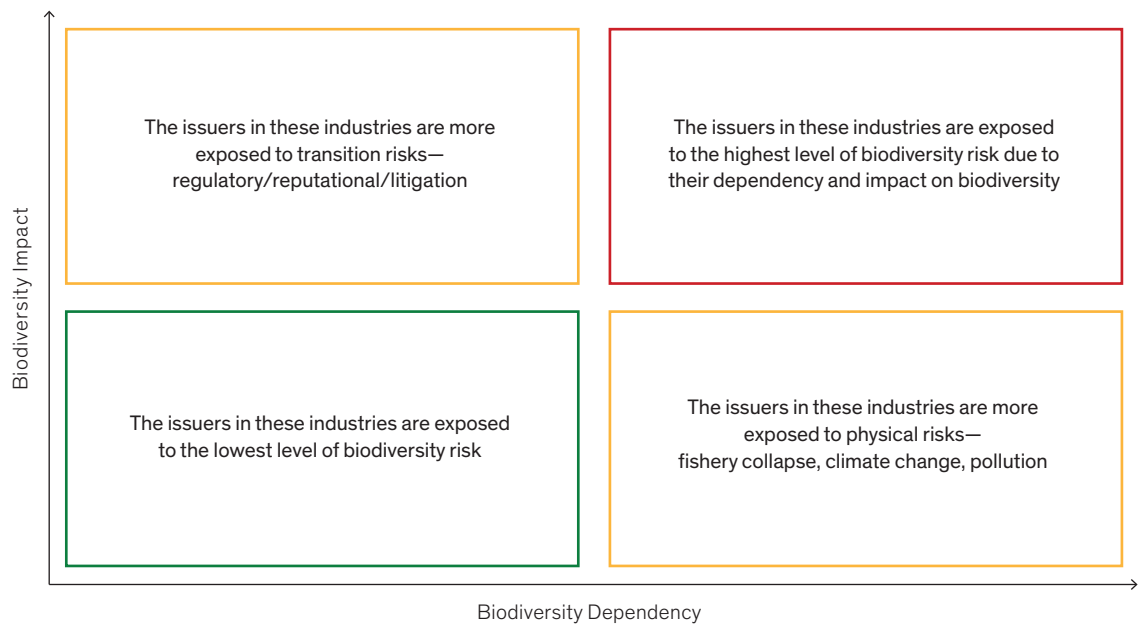 The issuers in these industries are more
exposed to transition risks—
regulatory/reputational/litigation
The issuers in these industries are exposed
to the highest level of biodiversity risk due to
their dependency and impact on biodiversity
Biodiversity Impact
The issuers in these industries are exposed
to the lowest level of biodiversity risk
The issuers in these industries are more
exposed to physical risks—
fishery collapse, climate change, pollution
Biodiversity Dependency